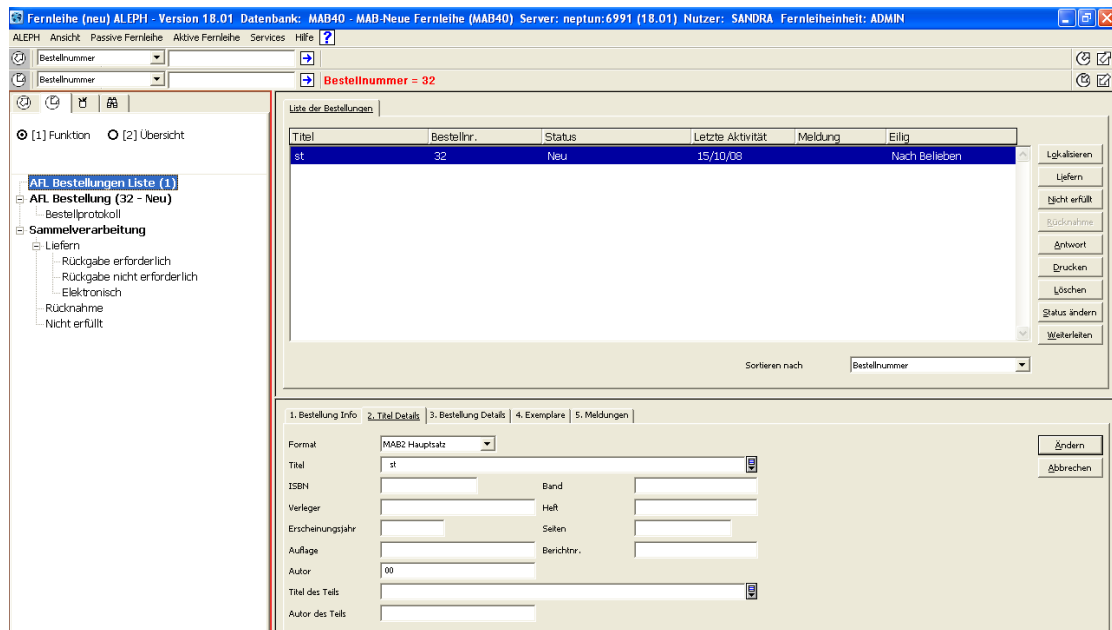 Fernleihe (neu) ALEPH - Version 18.01 Datenbank: MAB40 - MAB-Neue Fernleihe (MAB40) Server: neptun:6991 (18.01) Nutzer: SANDRA Fernleiheinheit: ADMIN
ALEPH Ansicht Passive Fernleihe Aktive Fernleihe Services Hilfe ?
Bestellnummer
Bestellnummer Bestellnummer = 32
[1] Funktion [2] Übersicht
AFL Bestellungen Liste (1)
AFL Bestellung (32 - Neu)
Bestellprotokoll
Sammelverarbeitung
Liefern
Rückgabe erforderlich
Rückgabe nicht erforderlich
Elektronisch
Rücknahme
Nicht erfüllt
Liste der Bestellungen
Titel Bestellnr. Status Letzte Aktivität Meldung Eilig
st 32 Neu 15/10/08 Nach Belieben
Lokalisieren
Liefern
Nicht erfüllt
Rücknahme
Antwort
Drucken
Löschen
Status ändern
Weiterleiten
Sortieren nach Bestellnummer
1. Bestellung Info 2. Titel Details 3. Bestellung Details 4. Exemplare 5. Meldungen
Format MAB2 Hauptsatz
Titel st
ISBN Band
Verleger Heft
Erscheinungsjahr Seiten
Auflage Berichtnr.
Autor 00
Titel des Teils
Autor des Teils
Ändern
Abbrechen